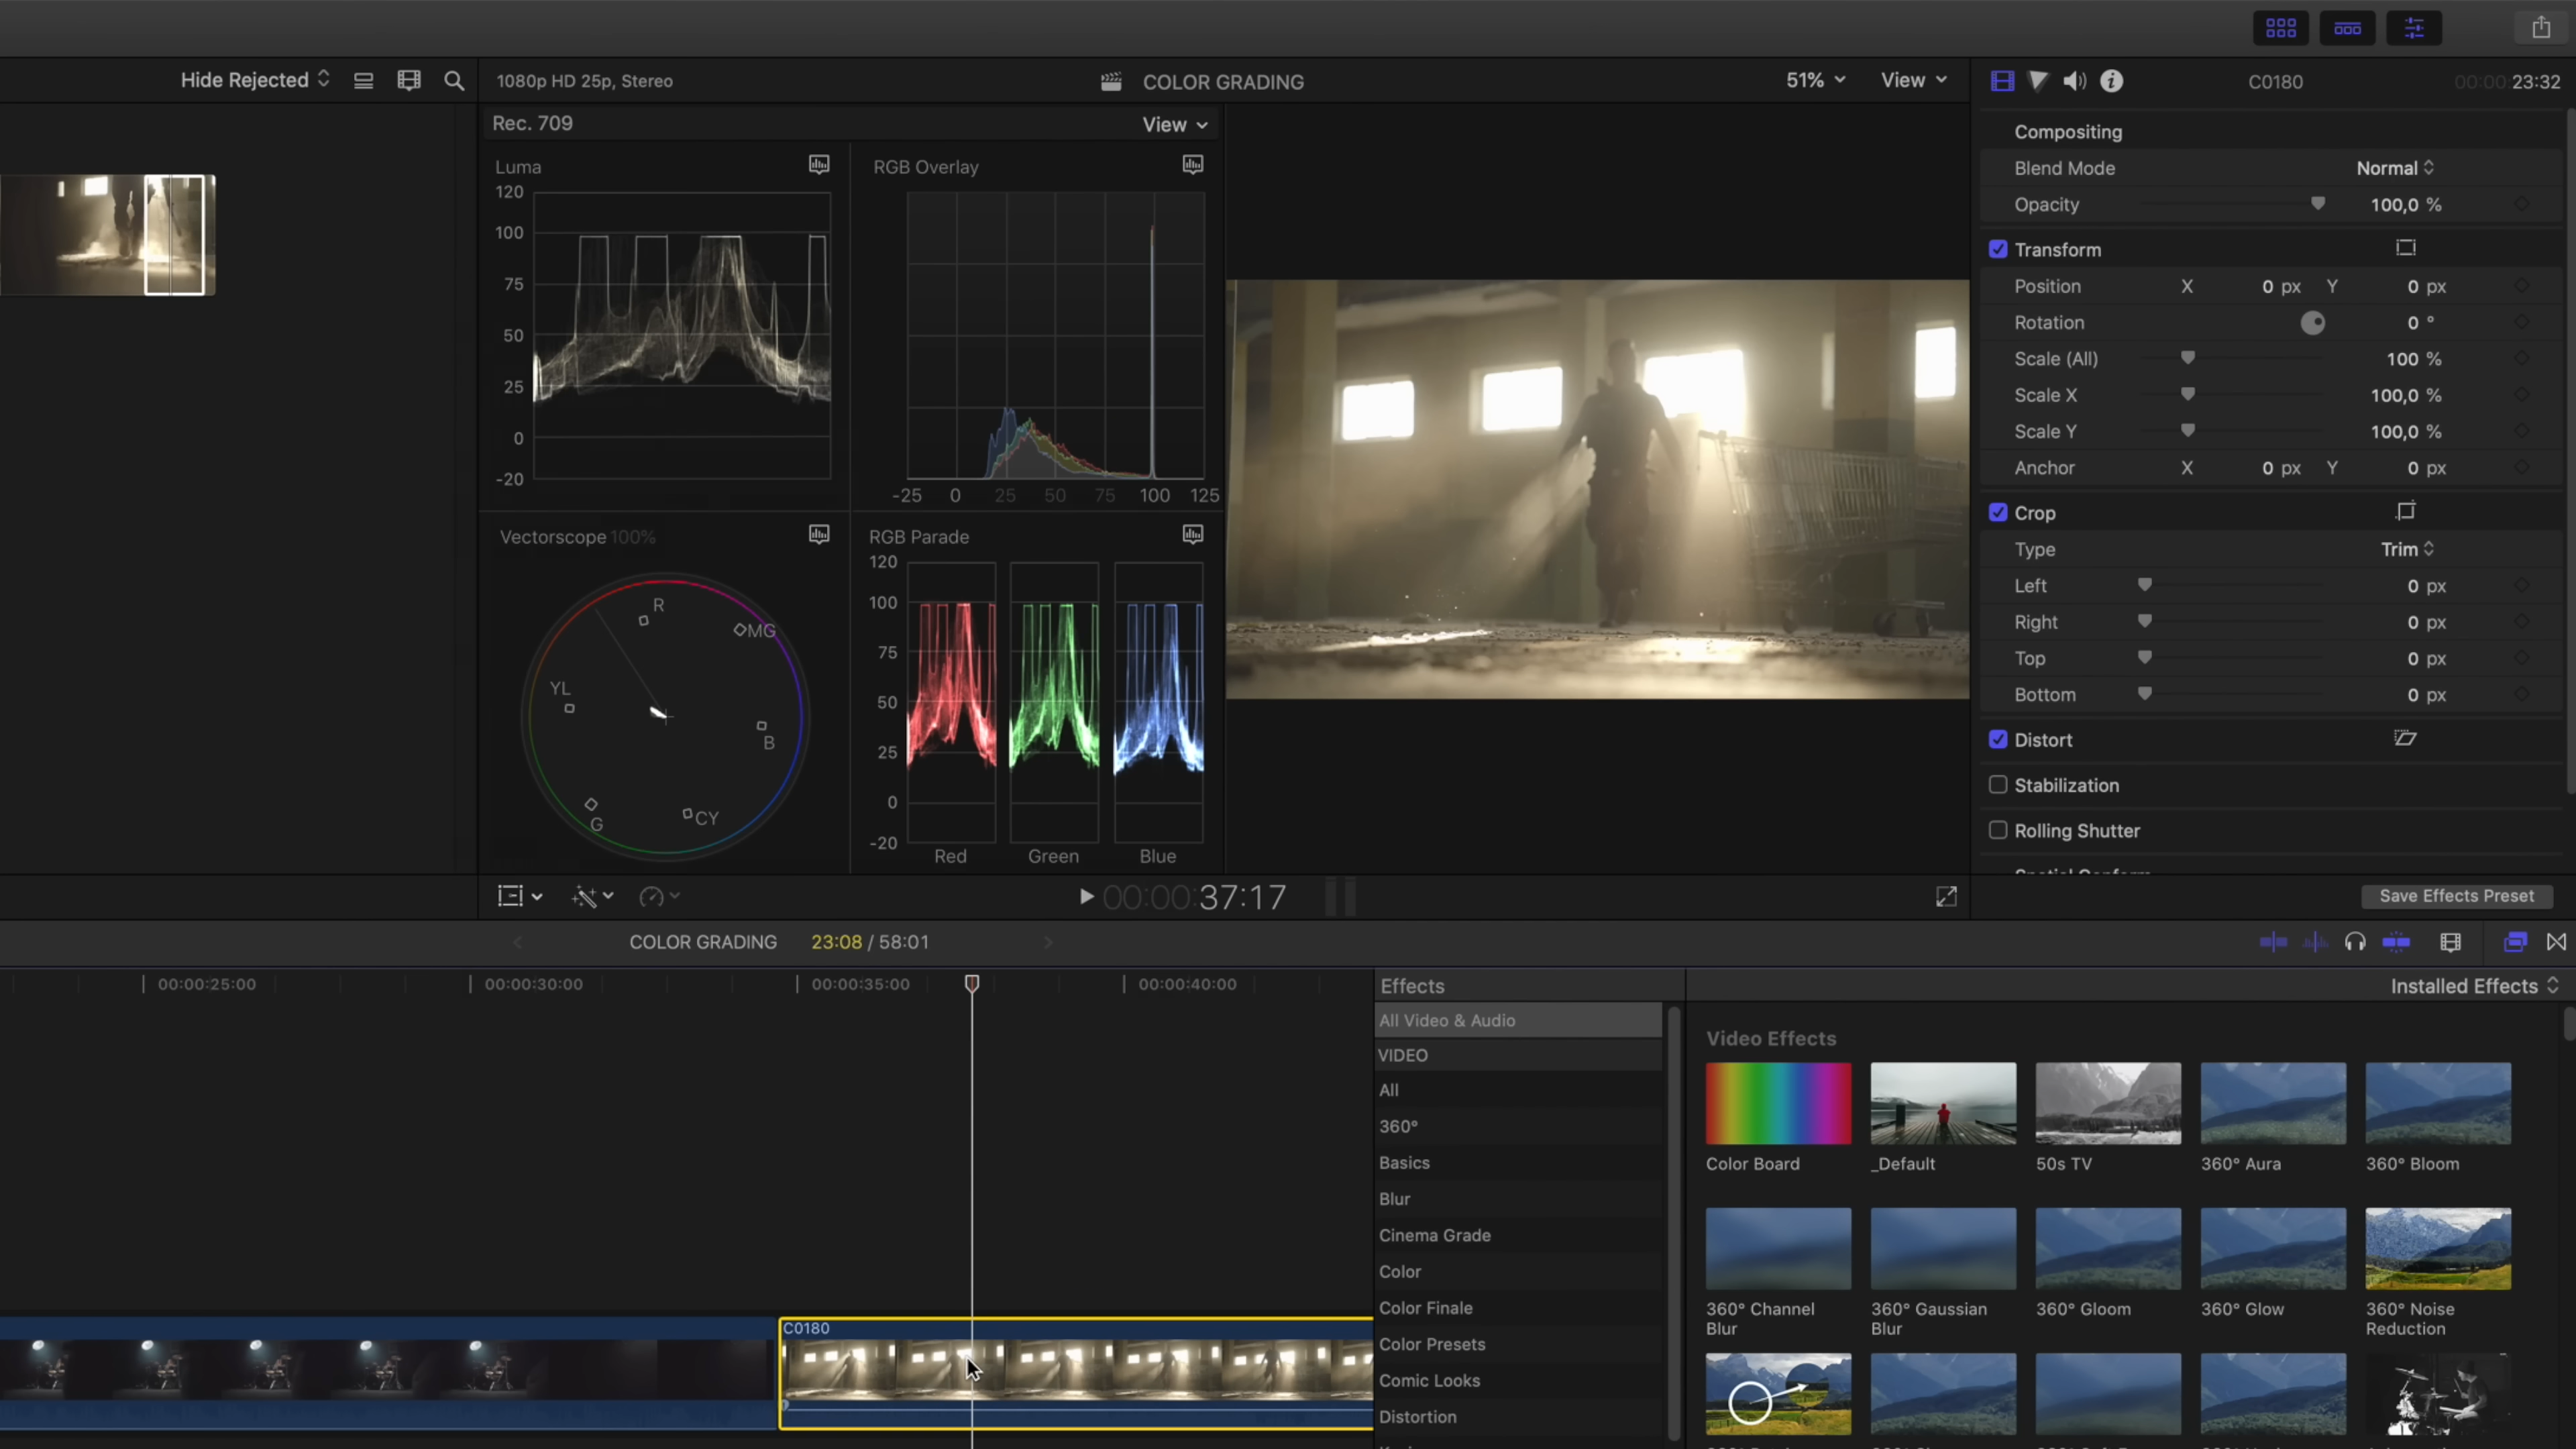 Hide Rejected
1080p HD 25p, Stereo
COLOR GRADING
51%
View
C0180
00:00:23:32
Rec. 709
View
Luma
120
100
75
50
25
0
-20
RGB Overlay
-25 0 25 50 75 100 125
Vectorscope 100%
R
MG
YL
B
G
CY
RGB Parade
120
100
75
50
25
0
-20
Red Green Blue
Compositing
Blend Mode Normal
Opacity 100,0 %
Transform
Position X 0 px Y 0 px
Rotation 0 °
Scale (All) 100 %
Scale X 100,0 %
Scale Y 100,0 %
Anchor X 0 px Y 0 px
Crop
Type Trim
Left 0 px
Right 0 px
Top 0 px
Bottom 0 px
Distort
Stabilization
Rolling Shutter
Save Effects Preset
00:00:37:17
COLOR GRADING 23:08 / 58:01
00:00:25:00 00:00:30:00 00:00:35:00 00:00:40:00
C0180
Effects
Installed Effects
All Video & Audio
VIDEO
All
360°
Basics
Blur
Cinema Grade
Color
Color Finale
Color Presets
Comic Looks
Distortion
Video Effects
Color Board
_Default
50s TV
360° Aura
360° Bloom
360° Channel
Blur
360° Gaussian
Blur
360° Gloom
360° Glow
360° Noise
Reduction